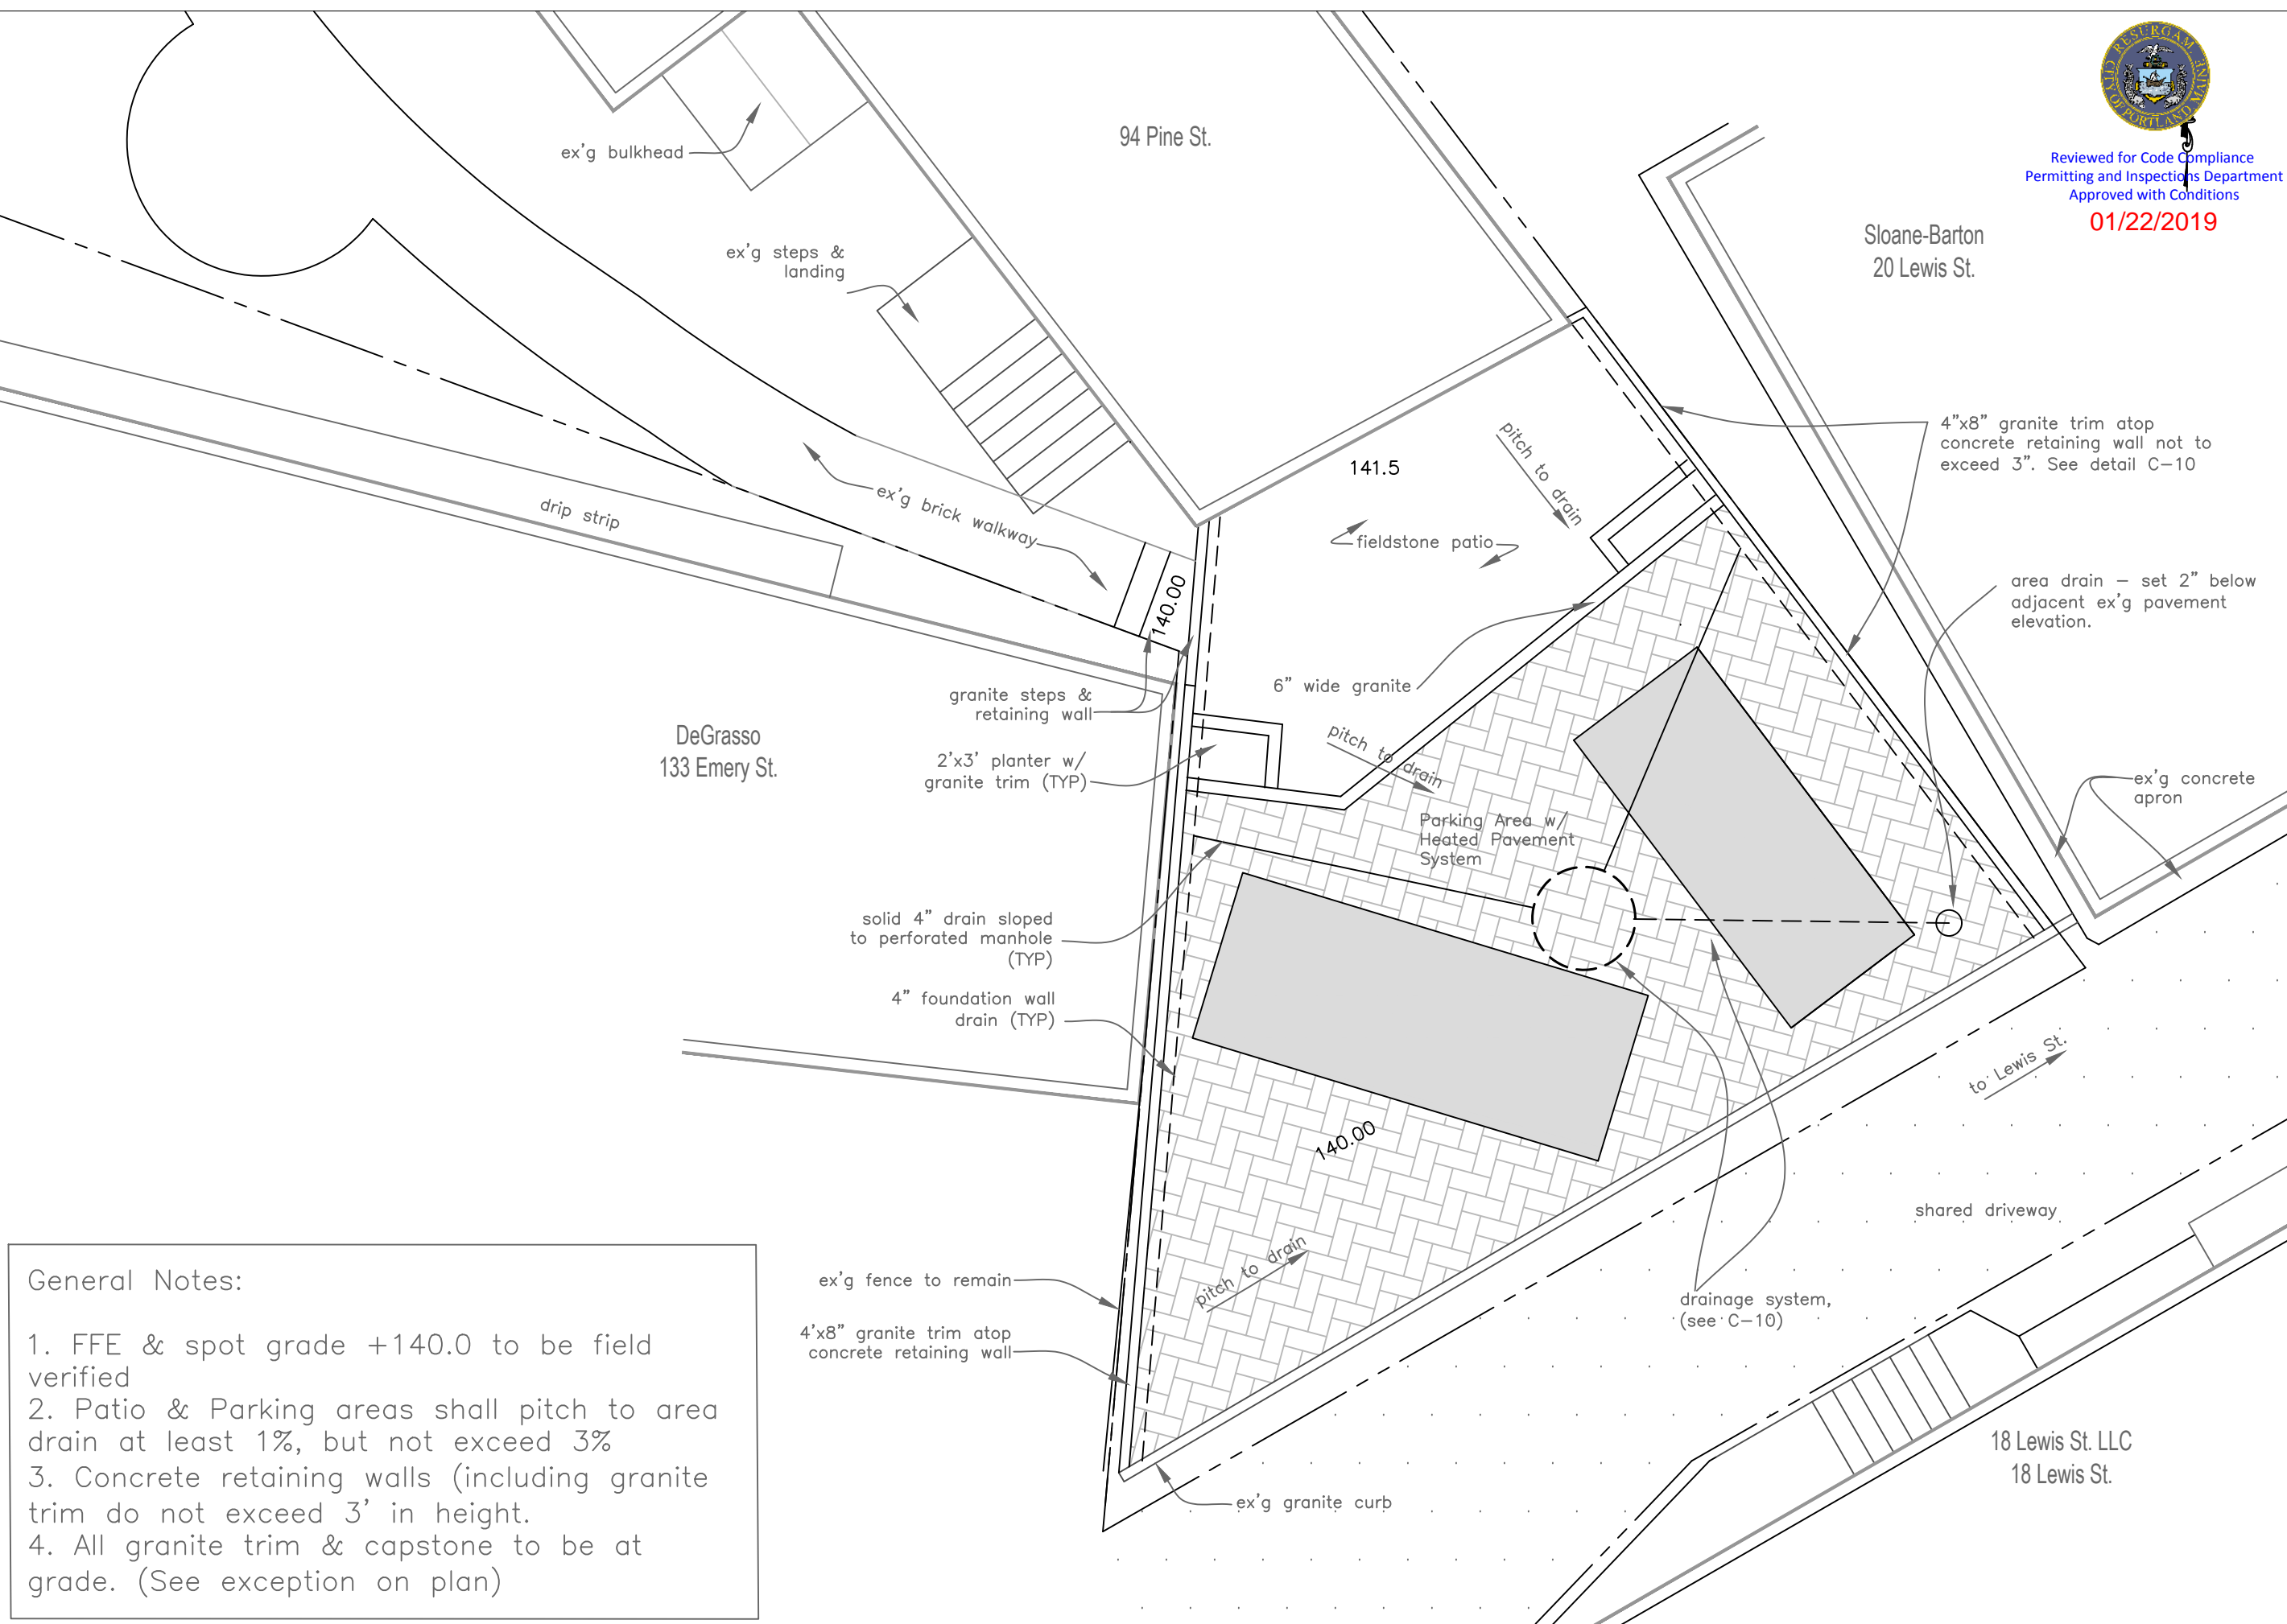 RESURGAM
CITY OF PORTLAND MAINE
Reviewed for Code Compliance
Permitting and Inspections Department
Approved with Conditions
01/22/2019
94 Pine St.
ex'g bulkhead
Sloane-Barton
20 Lewis St.
ex'g steps &
landing
4"x8" granite trim atop
concrete retaining wall not to
exceed 3". See detail C-10
141.5
pitch to drain
ex'g brick walkway
drip strip
fieldstone patio
140.00
area drain – set 2" below
adjacent ex'g pavement
elevation.
granite steps &
retaining wall
6" wide granite
DeGrasso
133 Emery St.
2'x3' planter w/
granite trim (TYP)
pitch to drain
ex'g concrete
apron
Parking Area w/
Heated Pavement
System
solid 4" drain sloped
to perforated manhole
(TYP)
4" foundation wall
drain (TYP)
to Lewis St.
140.00
shared driveway
pitch to drain
ex'g fence to remain
4'x8" granite trim atop
concrete retaining wall
drainage system,
(see C-10)
ex'g granite curb
18 Lewis St. LLC
18 Lewis St.
General Notes:
1. FFE & spot grade +140.0 to be field
verified
2. Patio & Parking areas shall pitch to area
drain at least 1%, but not exceed 3%
3. Concrete retaining walls (including granite
trim do not exceed 3' in height.
4. All granite trim & capstone to be at
grade. (See exception on plan)